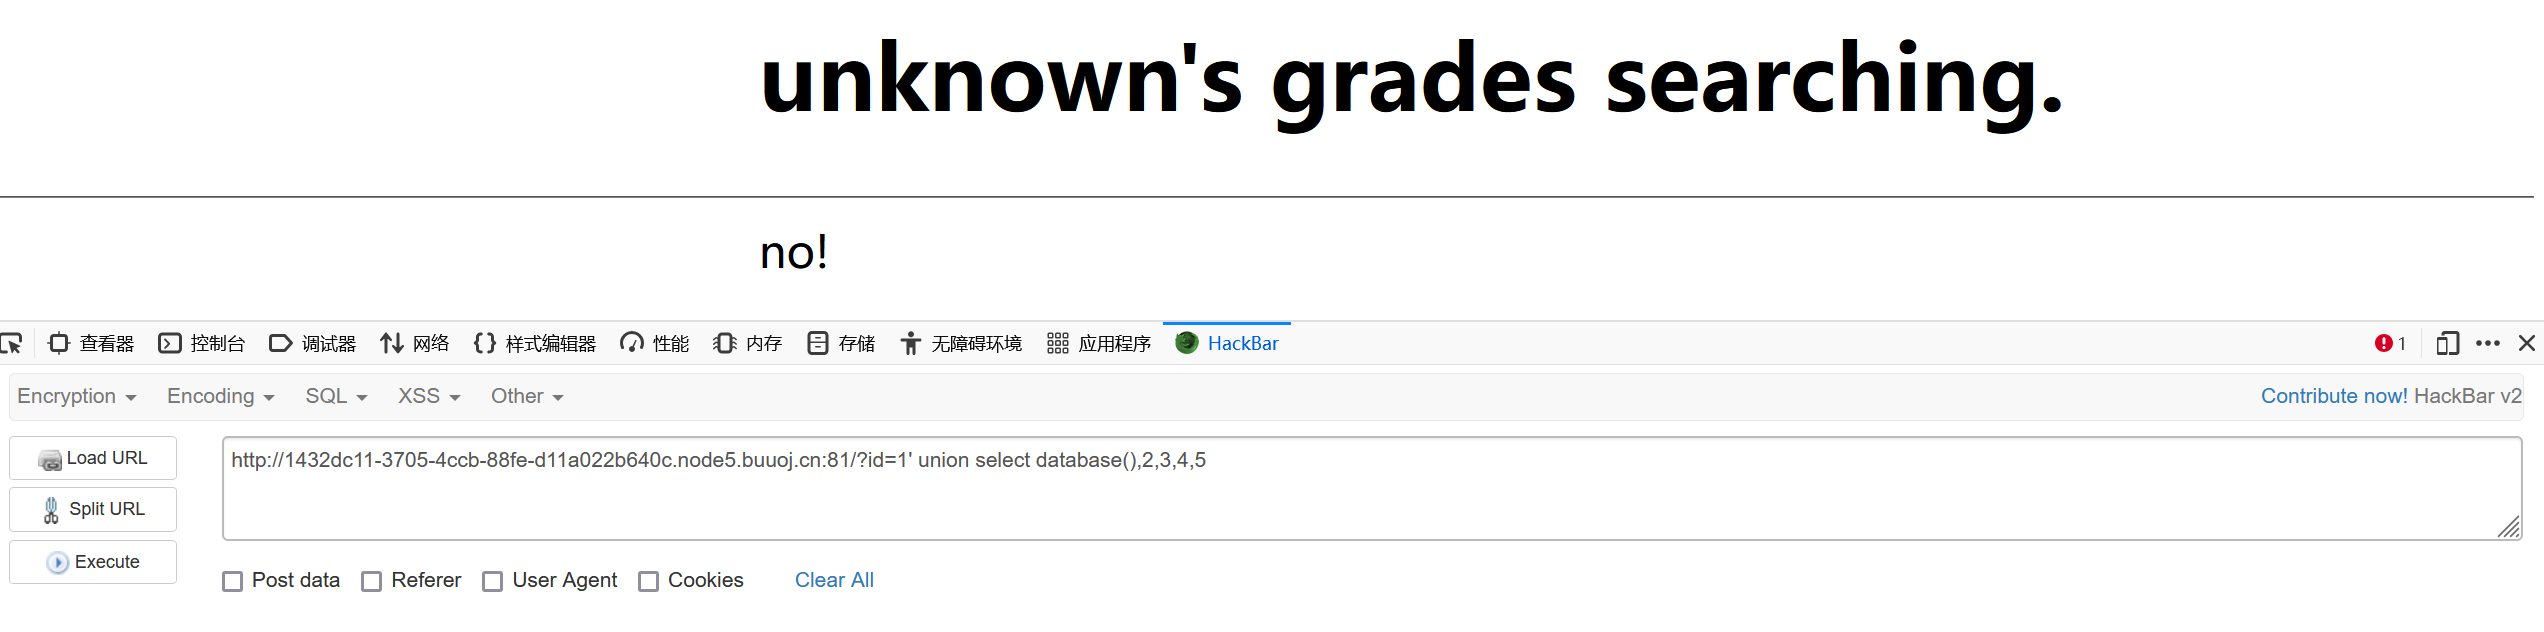 unknown's grades searching.
no!
查看器 控制台 调试器 网络 样式编辑器 性能 内存 存储 无障碍环境 应用程序 HackBar 1
Encryption Encoding SQL XSS Other Contribute now! HackBar v2
Load URL
http://1432dc11-3705-4ccb-88fe-d11a022b640c.node5.buuoj.cn:81/?id=1' union select database(),2,3,4,5
Split URL
Execute
Post data Referer User Agent Cookies Clear All